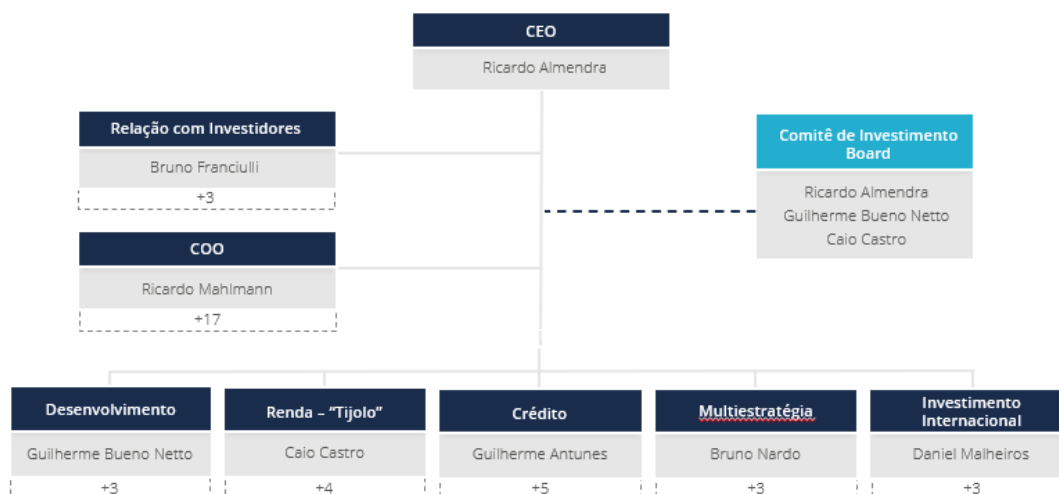 CEO
Ricardo Almendra
Relação com Investidores
Bruno Franciulli
+3
Comitê de Investimento
Board
Ricardo Almendra
Guilherme Bueno Netto
Caio Castro
COO
Ricardo Mahlmann
+17
Desenvolvimento
Guilherme Bueno Netto
+3
Renda – “Tijolo”
Caio Castro
+4
Crédito
Guilherme Antunes
+5
Multiestratégia
Bruno Nardo
+3
Investimento
Internacional
Daniel Malheiros
+3